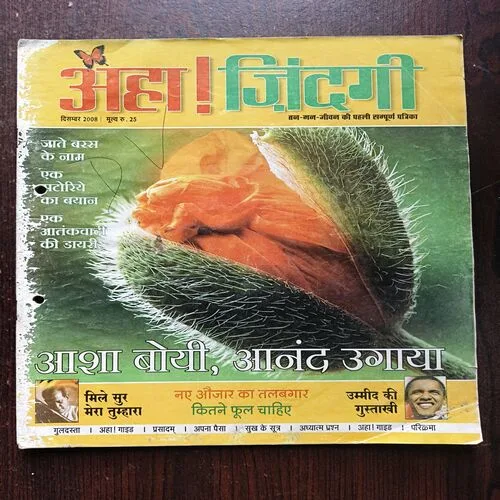 अहा! ज़िंदगी
दिसम्बर 2008 | मूल्य रु. 25
तन-मन-जीवन की पहली सम्पूर्ण पत्रिका
जाते बरस
के नाम
एक
का बयान
एक
आतंकवादी
की डायरी
आशा बोयी, आनंद उगाया
मिले सुर
मेरा तुम्हारा
नए औजार का तलबगार
कितने फूल चाहिए
उम्मीद की
गुस्ताखी
गुलदस्ता । अहा! गाइड । प्रसादम् । अपना पैसा । सुख के सूत्र । अध्यात्म प्रश्न । अहा! गाइड । परिक्रमा